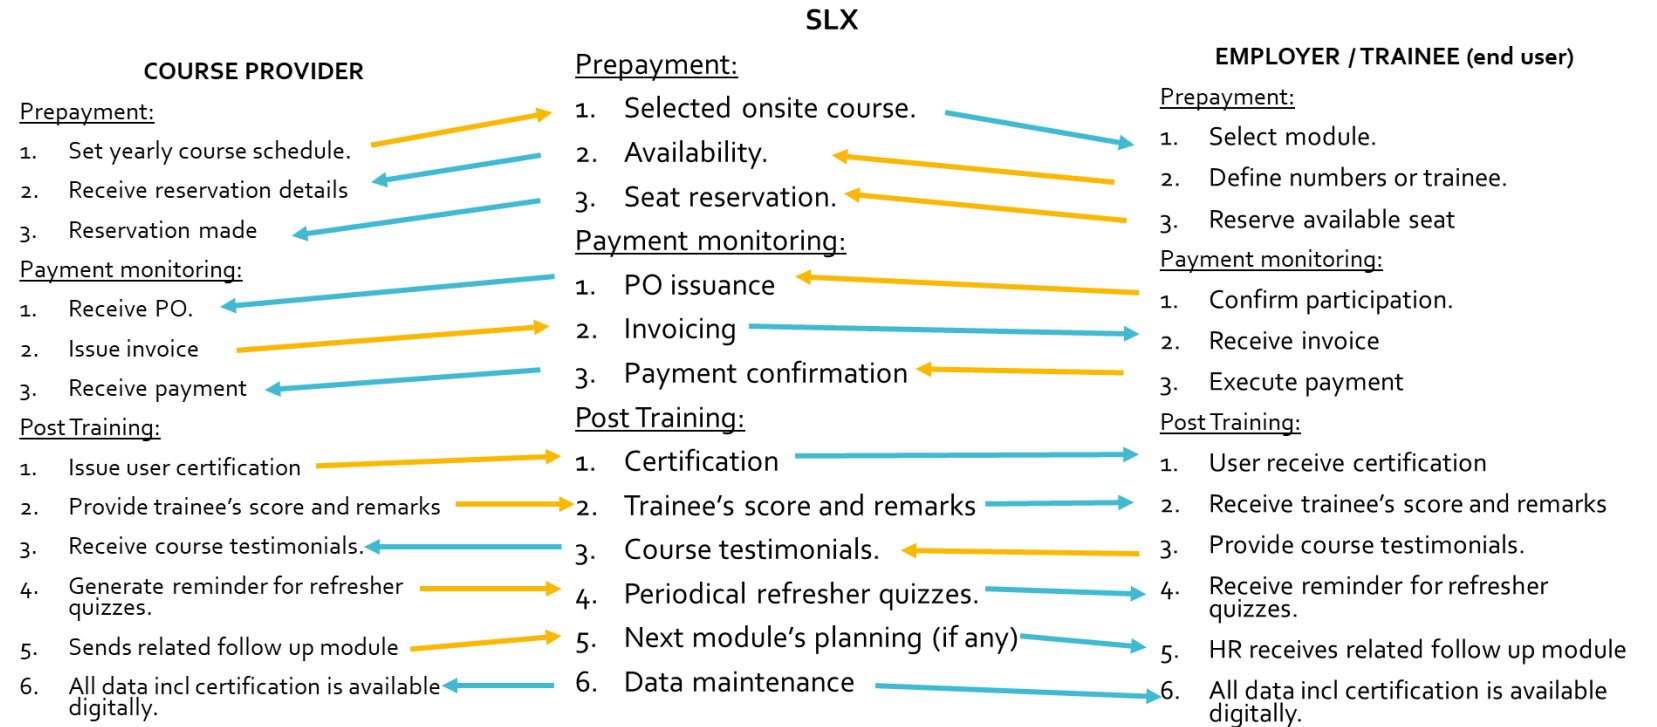 SLX
COURSE PROVIDER
Prepayment:
1. Set yearly course schedule.
2. Receive reservation details
3. Reservation made
Payment monitoring:
1. Receive PO.
2. Issue invoice
3. Receive payment
Post Training:
1. Issue user certification
2. Provide trainee's score and remarks
3. Receive course testimonials.
4. Generate reminder for refresher
quizzes.
5. Sends related follow up module
6. All data incl certification is available
digitally.
Prepayment:
1. Selected onsite course.
2. Availability.
3. Seat reservation.
Payment monitoring:
1. PO issuance
2. Invoicing
3. Payment confirmation
Post Training:
1. Certification
2. Trainee's score and remarks
3. Course testimonials.
4. Periodical refresher quizzes.
5. Next module's planning (if any)
6. Data maintenance
EMPLOYER / TRAINEE (end user)
Prepayment:
1. Select module.
2. Define numbers or trainee.
3. Reserve available seat
Payment monitoring:
1. Confirm participation.
2. Receive invoice
3. Execute payment
Post Training:
1. User receive certification
2. Receive trainee's score and remarks
3. Provide course testimonials.
4. Receive reminder for refresher
quizzes.
5. HR receives related follow up module
6. All data incl certification is available
digitally.